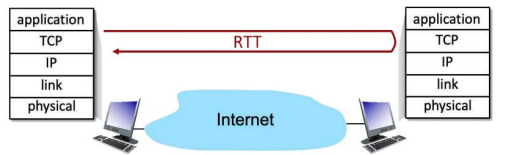 application
TCP
IP
link
physical
RTT
Internet
application
TCP
IP
link
physical